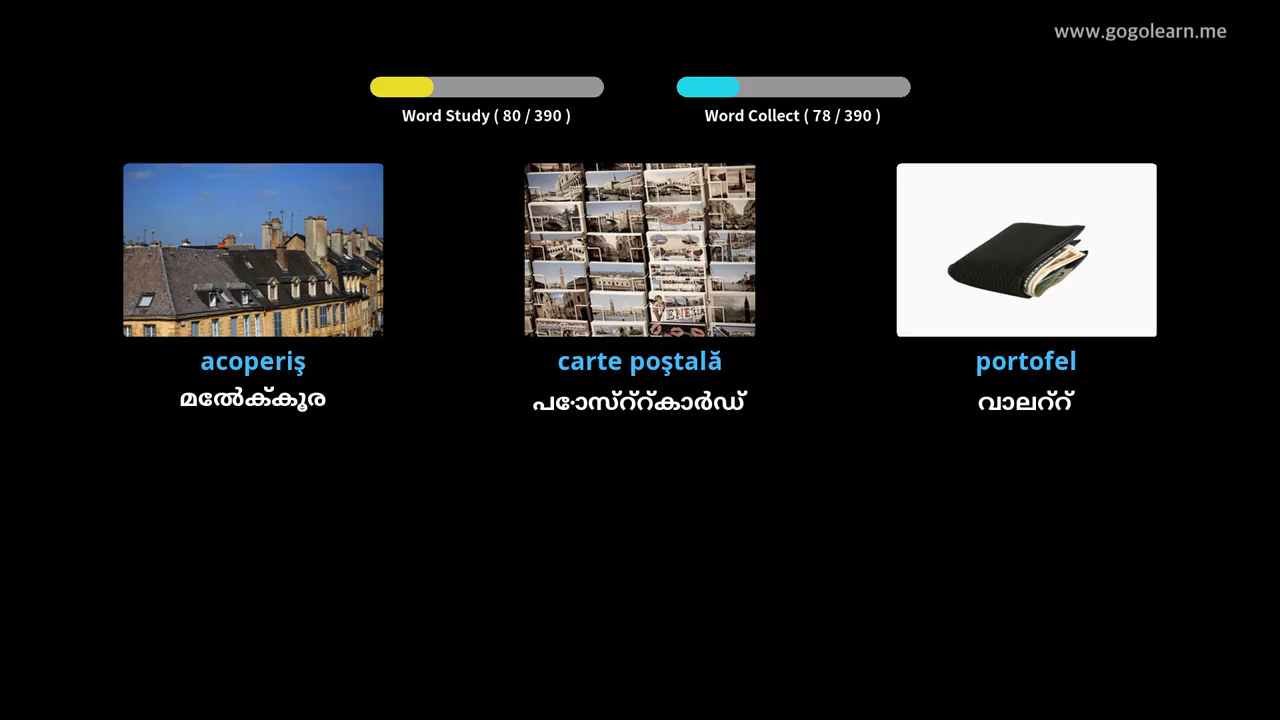 www.gogolearn.me
Word Study ( 80 / 390 )
Word Collect ( 78 / 390 )
acoperiş
മേൽക്കൂര
carte poştală
പോസ്റ്റ്കാർഡ്
portofel
വാലറ്റ്